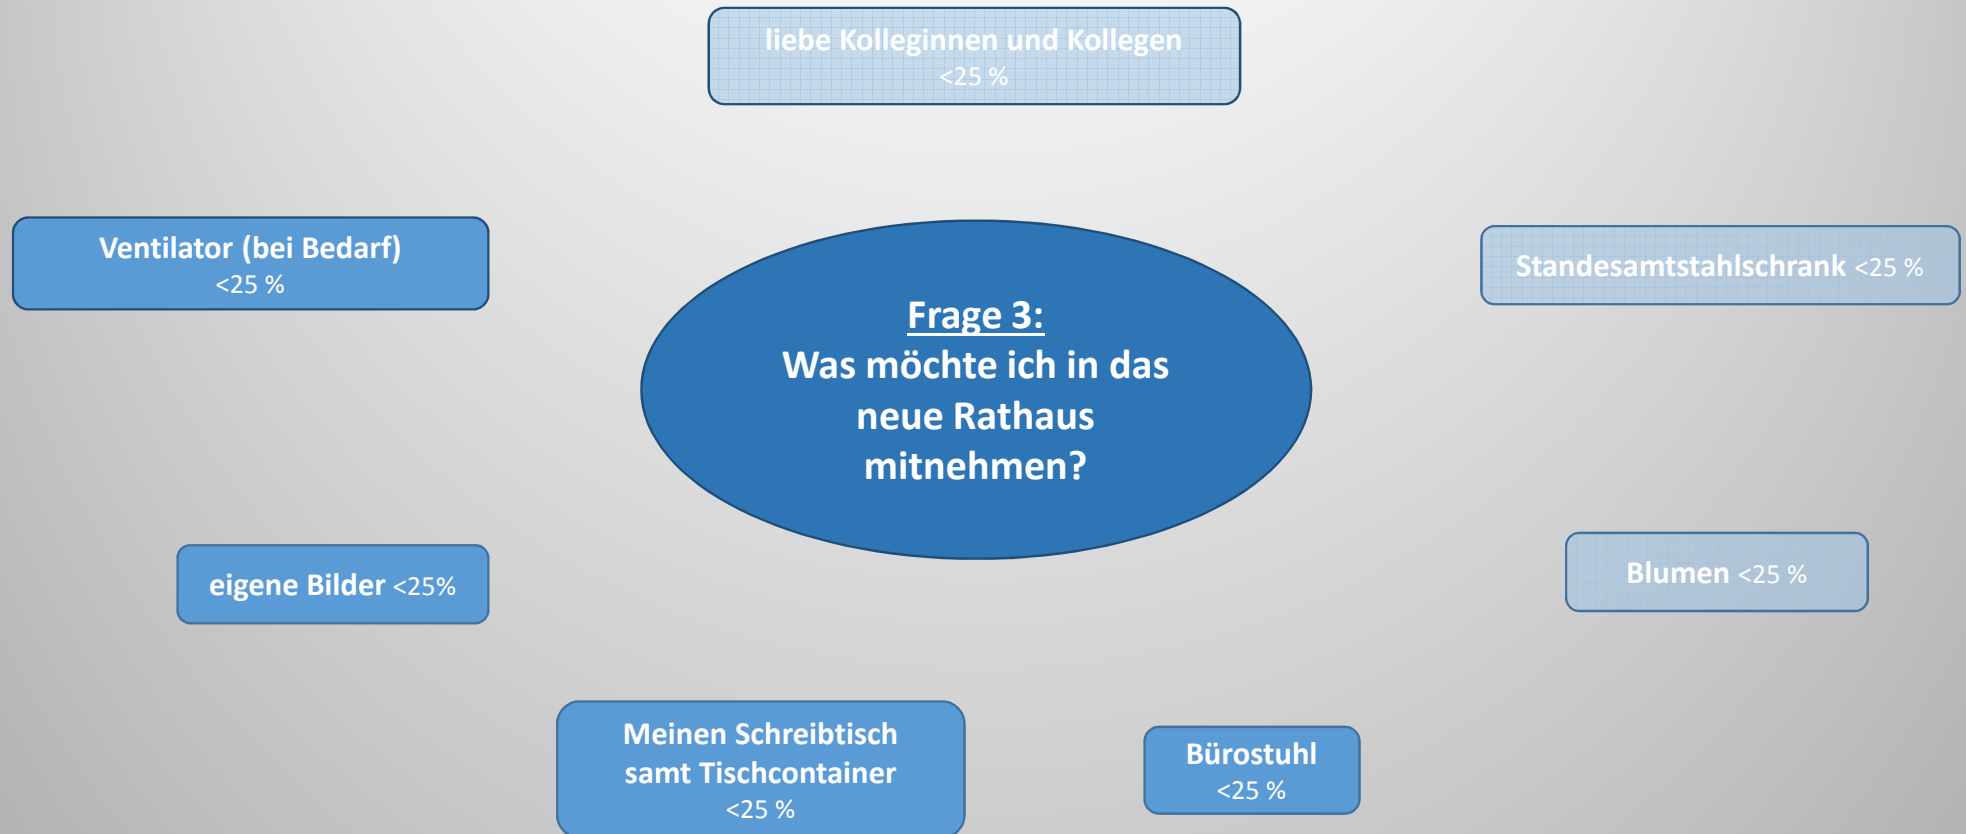 liebe Kolleginnen und Kollegen
<25 %
Ventilator (bei Bedarf)
<25 %
Standesamtstahlschrank <25 %
Frage 3:
Was möchte ich in das
neue Rathaus
mitnehmen?
eigene Bilder <25%
Blumen <25 %
Meinen Schreibtisch
samt Tischcontainer
<25 %
Bürostuhl
<25 %